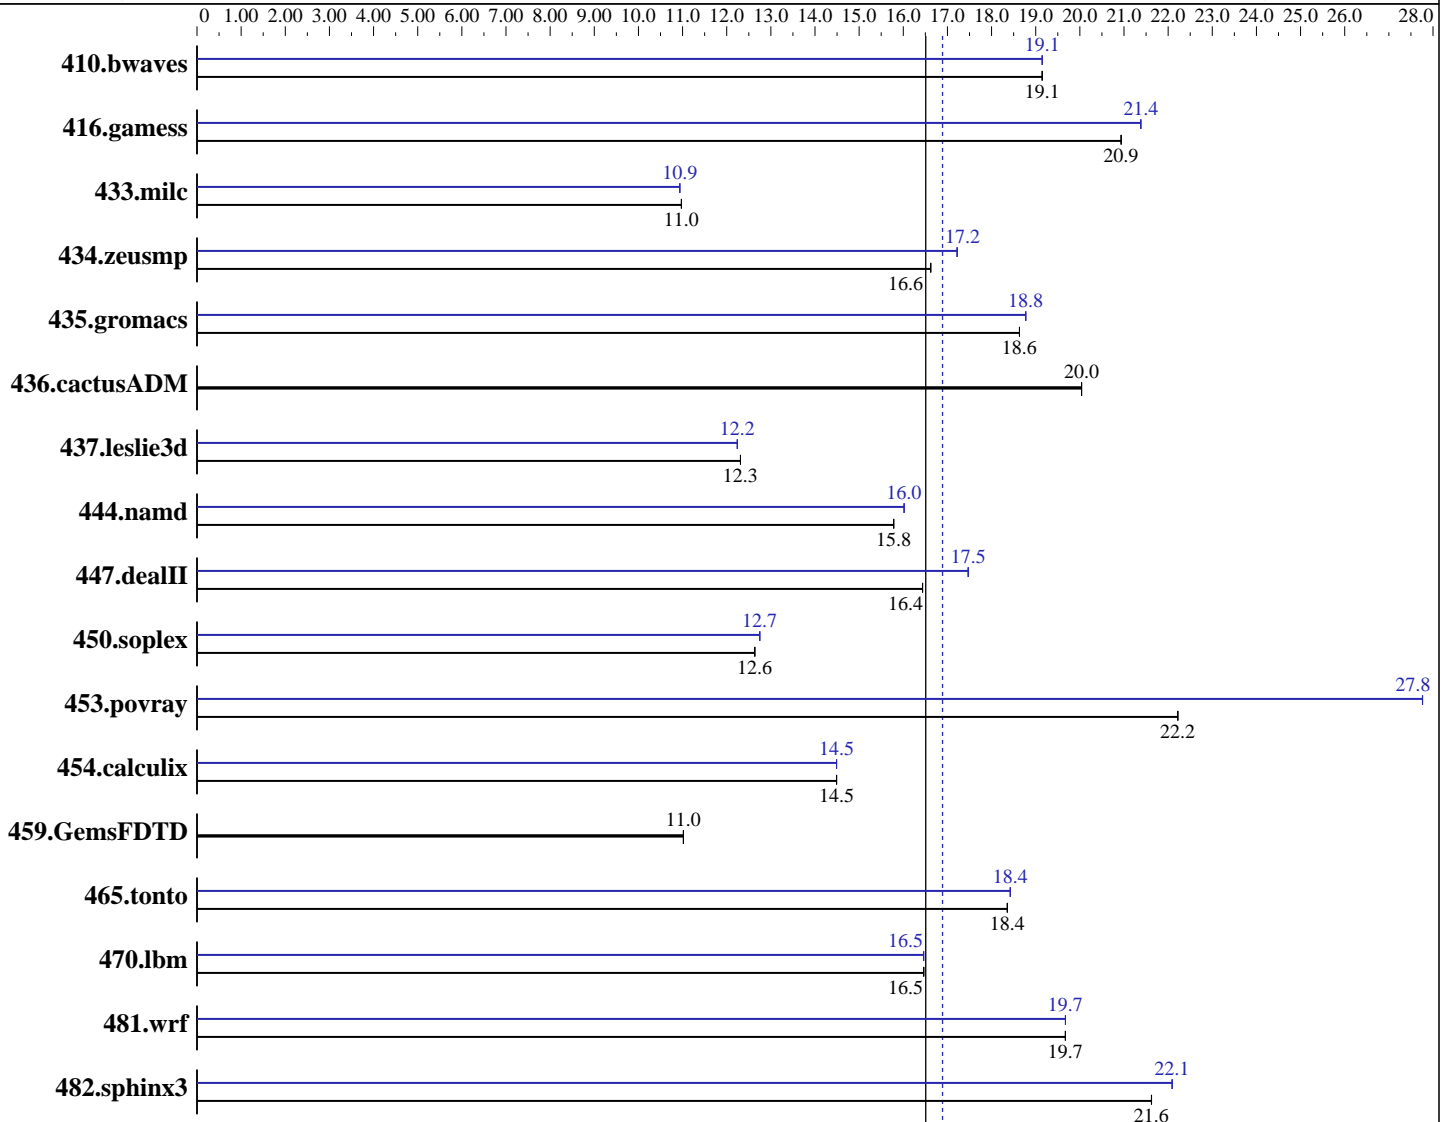 0 1.00 2.00 3.00 4.00 5.00 6.00 7.00 8.00 9.00 10.0 11.0 12.0 13.0 14.0 15.0 16.0 17.0 18.0 19.0 20.0 21.0 22.0 23.0 24.0 25.0 26.0 28.0
19.1
410.bwaves
19.1
21.4
416.gamess
20.9
10.9
433.milc
11.0
17.2
434.zeusmp
16.6
18.8
435.gromacs
18.6
436.cactusADM 20.0
12.2
437.leslie3d
12.3
16.0
444.namd
15.8
17.5
447.dealII
16.4
12.7
450.soplex
12.6
27.8
453.povray
22.2
14.5
454.calculix
14.5
459.GemsFDTD 11.0
18.4
465.tonto
18.4
16.5
470.lbm
16.5
19.7
481.wrf
19.7
22.1
482.sphinx3
21.6